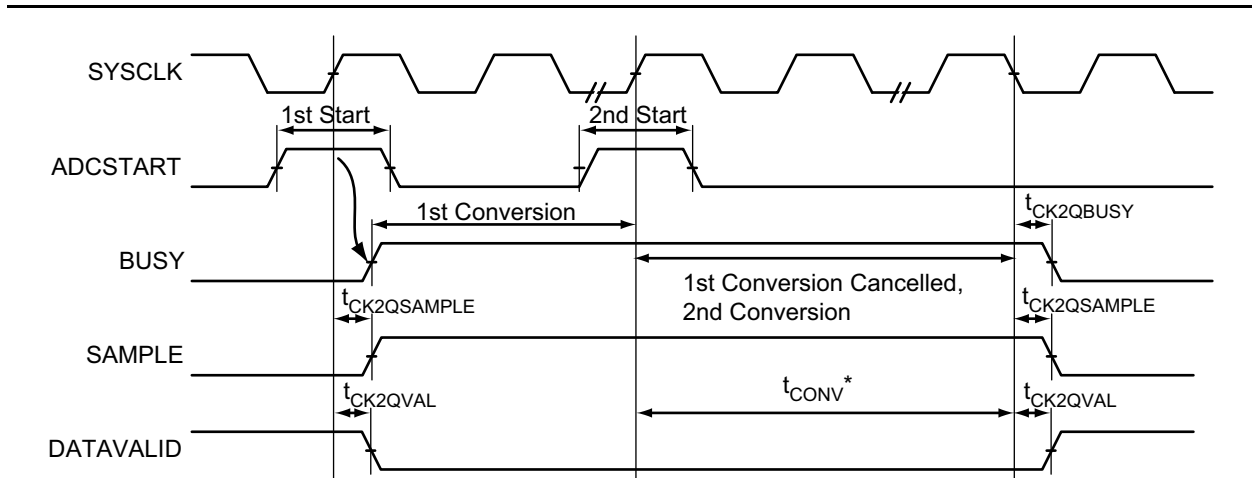 SYSCLK
1st Start
2nd Start
ADCSTART
1st Conversion
tCK2QBUSY
BUSY
1st Conversion Cancelled,
2nd Conversion
tCK2QSAMPLE
tCK2QSAMPLE
SAMPLE
tCK2QVAL
tCONV*
tCK2QVAL
DATAVALID